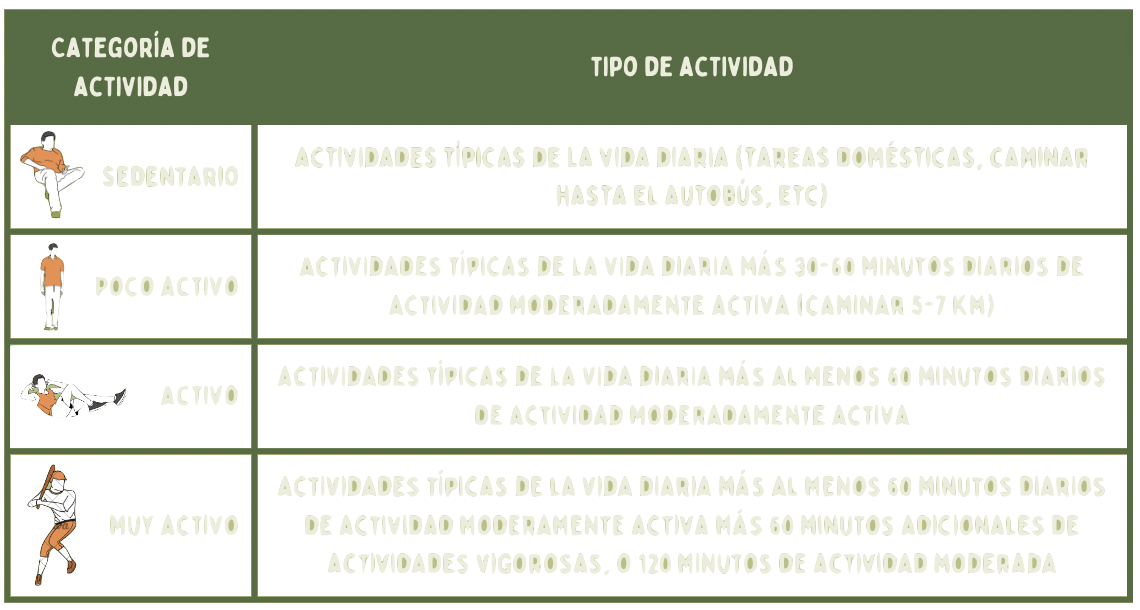 CATEGORÍA DE
ACTIVIDAD
TIPO DE ACTIVIDAD
SEDENTARIO
ACTIVIDADES TÍPICAS DE LA VIDA DIARIA (TAREAS DOMÉSTICAS, CAMINAR
HASTA EL AUTOBÚS, ETC)
POCO ACTIVO
ACTIVIDADES TÍPICAS DE LA VIDA DIARIA MÁS 30-60 MINUTOS DIARIOS DE
ACTIVIDAD MODERADAMENTE ACTIVA (CAMINAR 5-7 KM)
ACTIVO
ACTIVIDADES TÍPICAS DE LA VIDA DIARIA MÁS AL MENOS 60 MINUTOS DIARIOS
DE ACTIVIDAD MODERADAMENTE ACTIVA
MUY ACTIVO
ACTIVIDADES TÍPICAS DE LA VIDA DIARIA MÁS AL MENOS 60 MINUTOS DIARIOS
DE ACTIVIDAD MODERAMENTE ACTIVA MÁS 60 MINUTOS ADICIONALES DE
ACTIVIDADES VIGOROSAS, O 120 MINUTOS DE ACTIVIDAD MODERADA